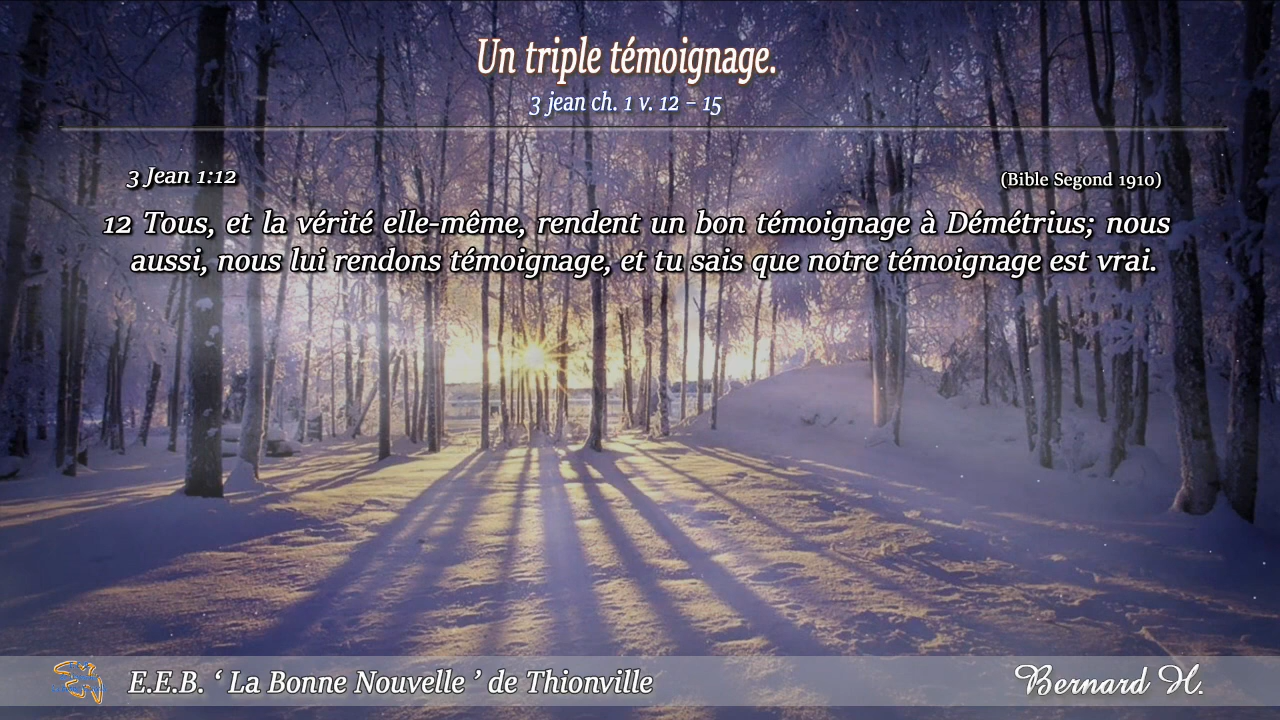 Un triple témoignage.
3 jean ch. 1 v. 12 – 15
3 Jean 1:12
(Bible Segond 1910)
12 Tous, et la vérité elle-même, rendent un bon témoignage à Démétrius; nous
aussi, nous lui rendons témoignage, et tu sais que notre témoignage est vrai.
E.E.B. ‘ La Bonne Nouvelle ’ de Thionville
Bernard H.